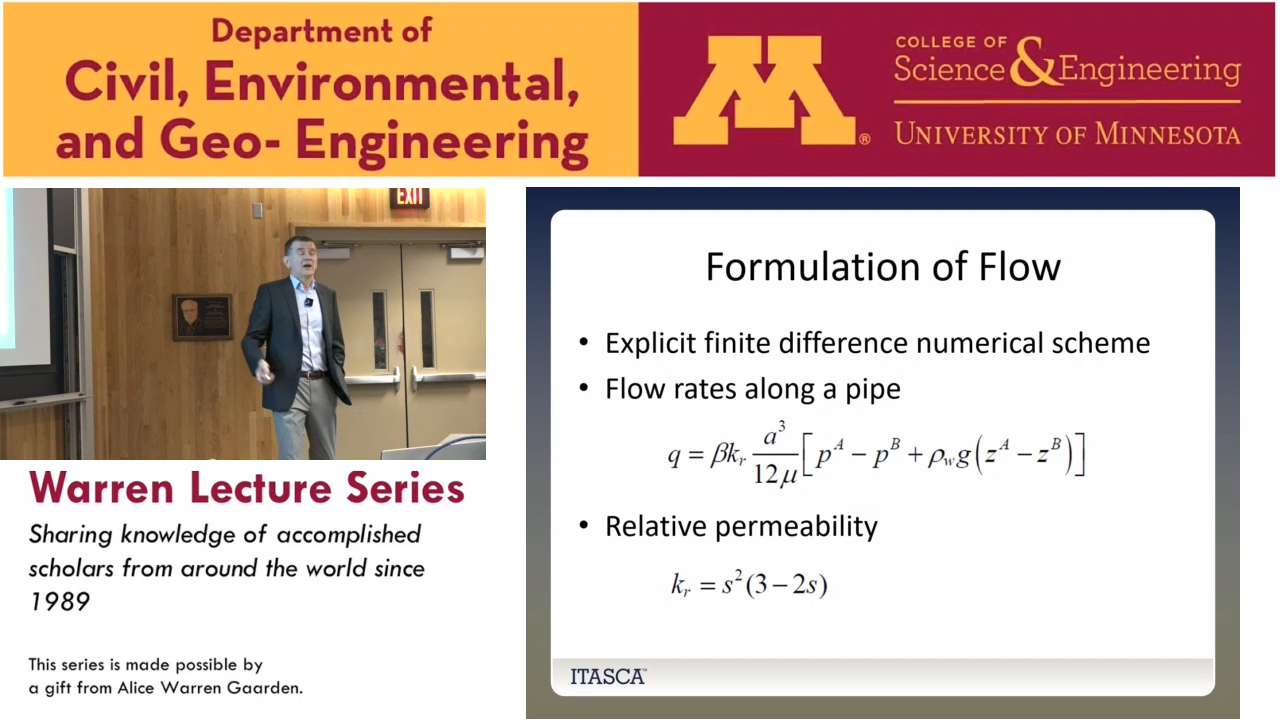 Department of
Civil, Environmental,
and Geo- Engineering
COLLEGE OF
Science & Engineering
UNIVERSITY OF MINNESOTA
®
EXIT
Warren Lecture Series
Sharing knowledge of accomplished
scholars from around the world since
1989
This series is made possible by
a gift from Alice Warren Gaarden.
Formulation of Flow
• Explicit finite difference numerical scheme
• Flow rates along a pipe
q = βk_r a³/12μ [p^A − p^B + ρ_w g(z^A − z^B)]
• Relative permeability
k_r = s²(3 − 2s)
ITASCA™